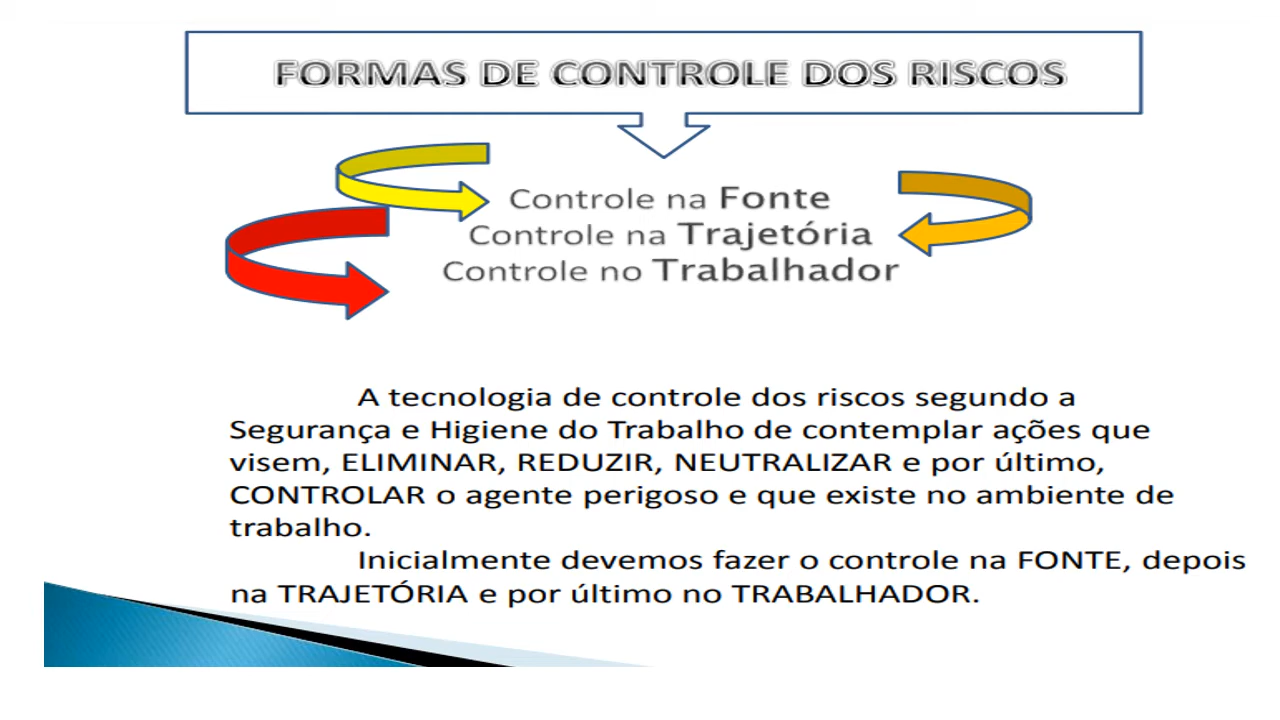 FORMAS DE CONTROLE DOS RISCOS
Controle na Fonte
Controle na Trajetória
Controle no Trabalhador
A tecnologia de controle dos riscos segundo a
Segurança e Higiene do Trabalho de contemplar ações que
visem, ELIMINAR, REDUZIR, NEUTRALIZAR e por último,
CONTROLAR o agente perigoso e que existe no ambiente de
trabalho.
Inicialmente devemos fazer o controle na FONTE, depois
na TRAJETÓRIA e por último no TRABALHADOR.